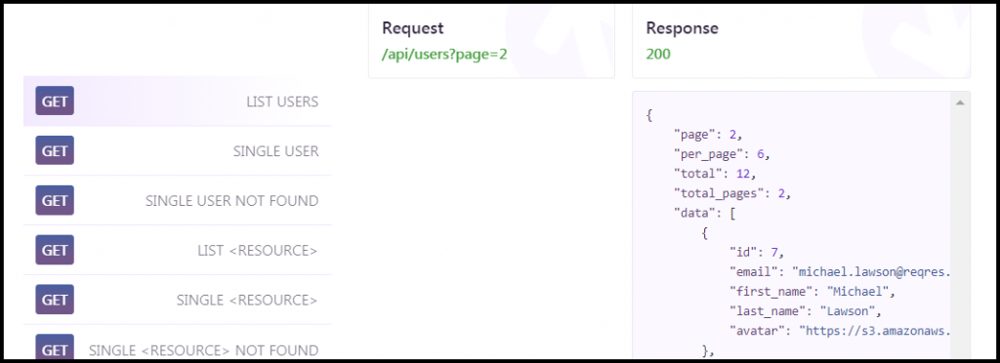 Request
/api/users?page=2
Response
200
GET LIST USERS
GET SINGLE USER
GET SINGLE USER NOT FOUND
GET LIST <RESOURCE>
GET SINGLE <RESOURCE>
GET SINGLE <RESOURCE> NOT FOUND
{
"page": 2,
"per_page": 6,
"total": 12,
"total_pages": 2,
"data": [
{
"id": 7,
"email": "michael.lawson@reqres.
"first_name": "Michael",
"last_name": "Lawson",
"avatar": "https://s3.amazonaws.
},